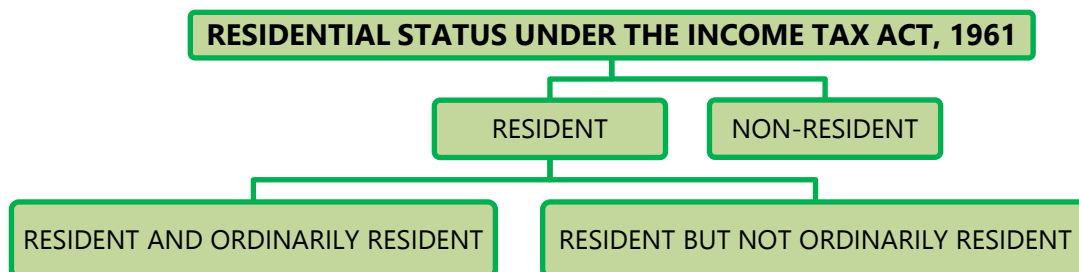 RESIDENTIAL STATUS UNDER THE INCOME TAX ACT, 1961
RESIDENT
NON-RESIDENT
RESIDENT AND ORDINARILY RESIDENT
RESIDENT BUT NOT ORDINARILY RESIDENT